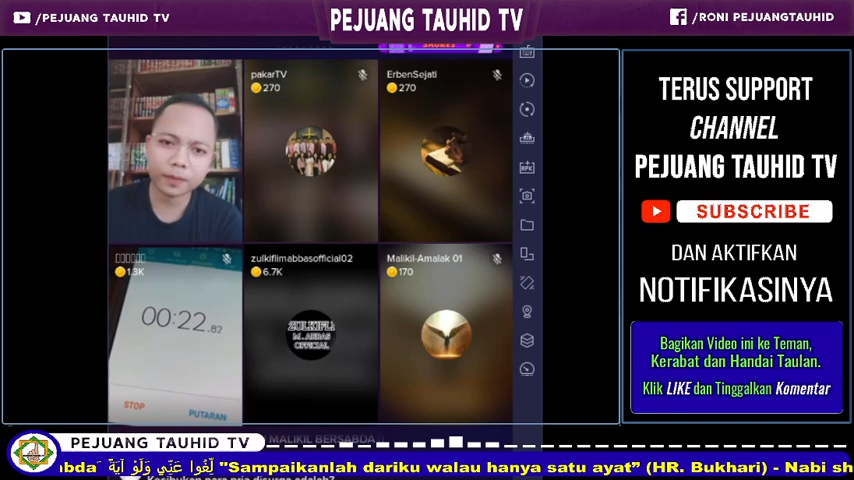 /PEJUANG TAUHID TV
PEJUANG TAUHID TV
/RONI PEJUANGTAUHID
pakarTV
270
ErbenSejati
270
1.3K
zulkiflimabbasofficial02
6.7K
Malikil-Amalak 01
170
00:22.82
STOP
PUTARAN
ZULKIFLI
M. ABBAS
OFFICIAL
TERUS SUPPORT
CHANNEL
PEJUANG TAUHID TV
SUBSCRIBE
DAN AKTIFKAN
NOTIFIKASINYA
Bagikan Video ini ke Teman,
Kerabat dan Handai Taulan.
Klik LIKE dan Tinggalkan Komentar
MALIKIL BERSABDA
PEJUANG TAUHID TV
لِّغُوا عَنِّي وَلَوْ آيَةً "Sampaikanlah dariku walau hanya satu ayat" (HR. Bukhari) - Nabi sh